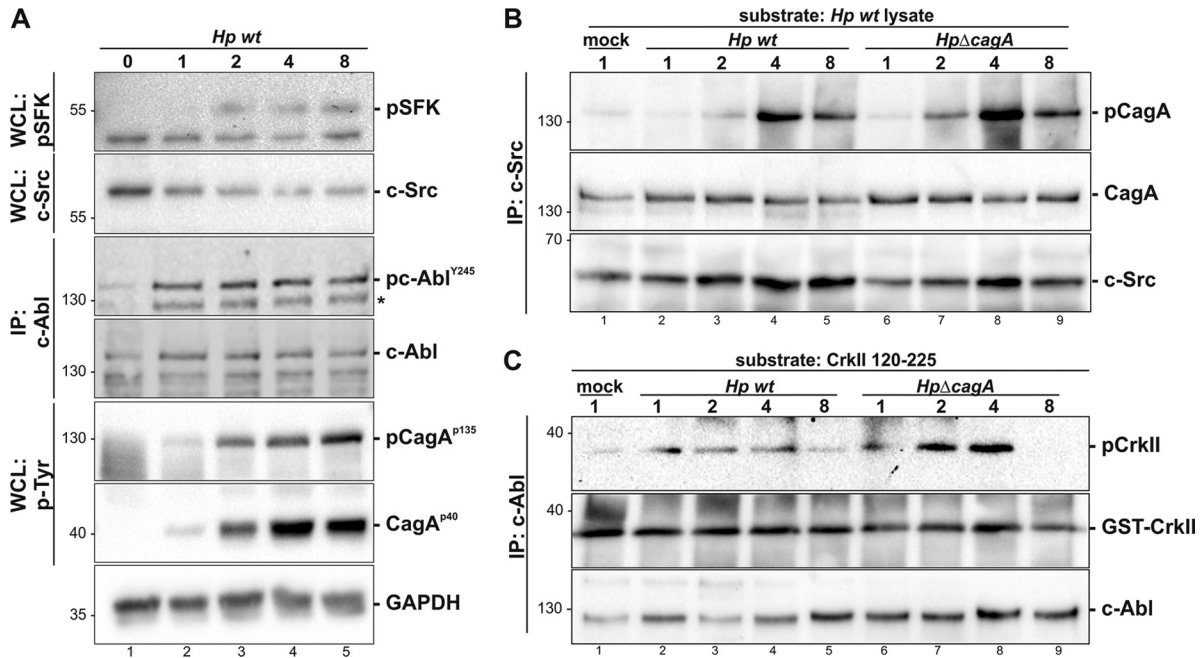 A
Hp wt
0 1 2 4 8
WCL: pSFK
55
pSFK
WCL: c-Src
55
c-Src
IP: c-Abl
130
pc-Abl^Y245
*
130
c-Abl
WCL: p-Tyr
130
pCagA^p135
40
CagA^p40
35
GAPDH
1 2 3 4 5
B
substrate: Hp wt lysate
mock Hp wt HpΔcagA
1 1 2 4 8 1 2 4 8
IP: c-Src
130
pCagA
130
CagA
70
c-Src
1 2 3 4 5 6 7 8 9
C
substrate: CrkII 120-225
mock Hp wt HpΔcagA
1 1 2 4 8 1 2 4 8
IP: c-Abl
40
pCrkII
40
GST-CrkII
130
c-Abl
1 2 3 4 5 6 7 8 9